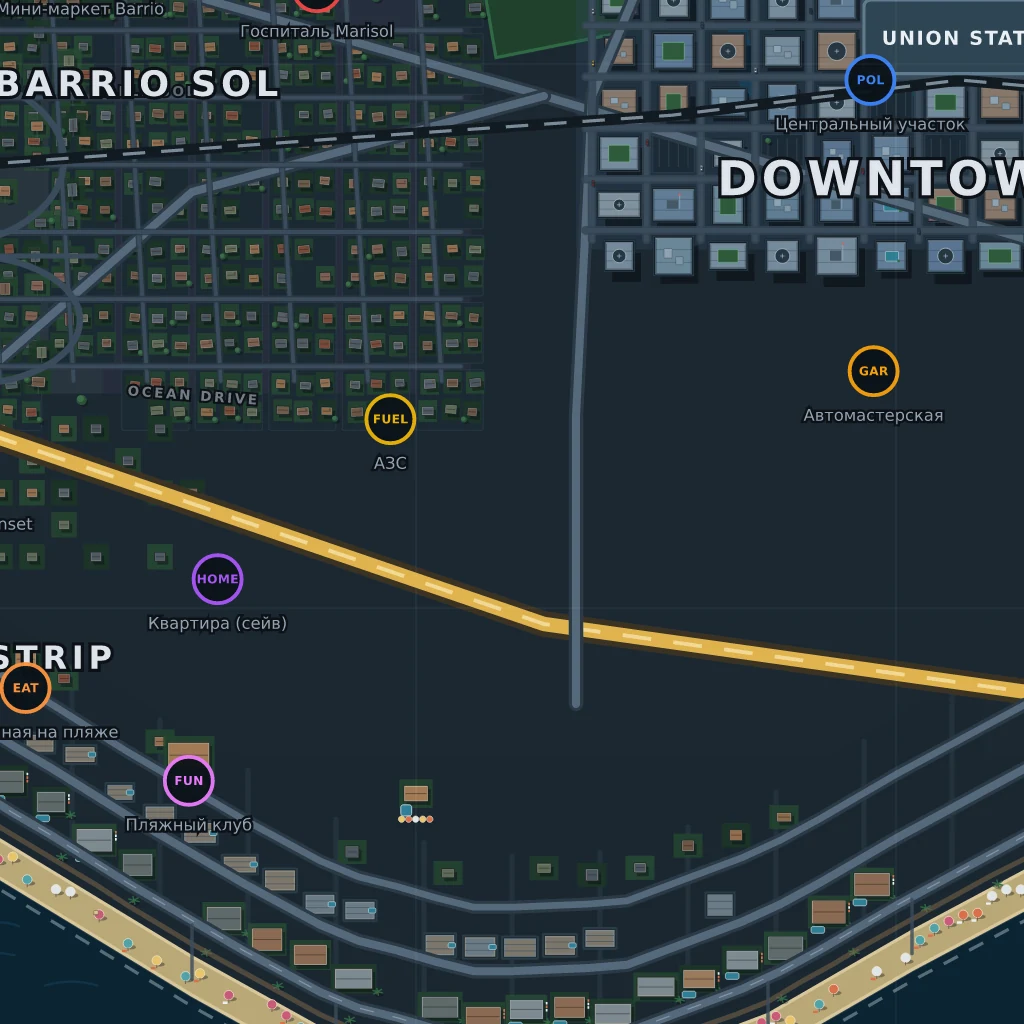 Мини-маркет Barrio
Госпиталь Marisol
UNION STAT
BARRIO SOL
POL
Центральный участок
DOWNTOW
GAR
Автомастерская
OCEAN DRIVE
FUEL
АЗС
nset
HOME
Квартира (сейв)
STRIP
EAT
ная на пляже
FUN
Пляжный клуб